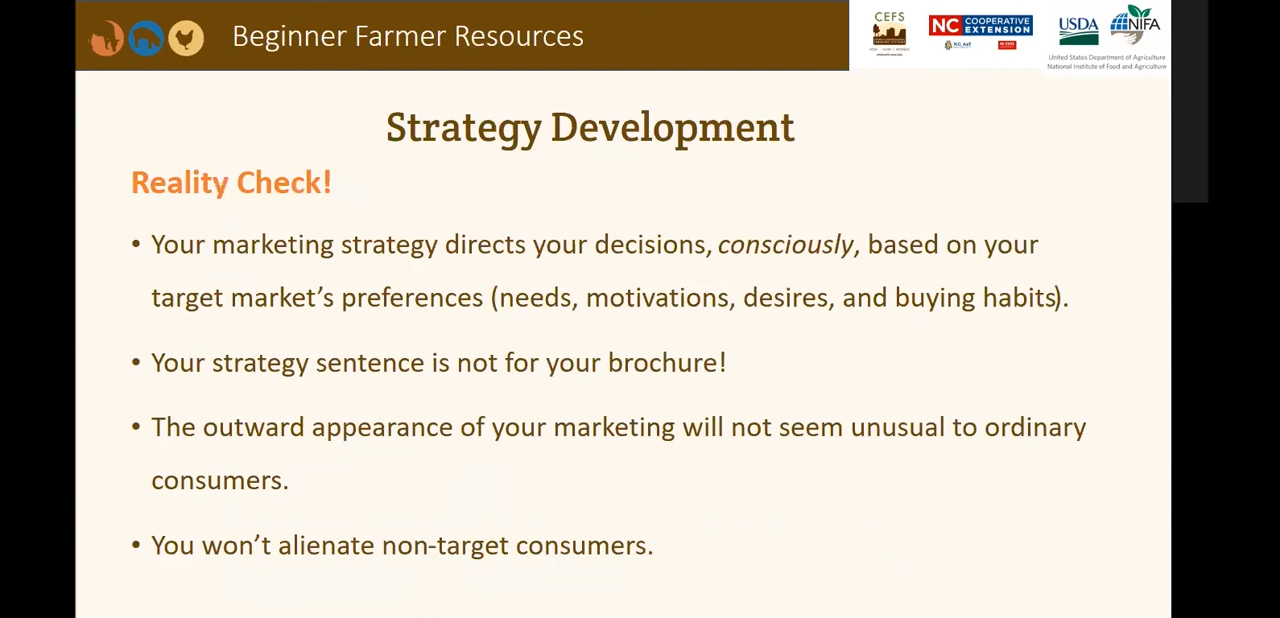 Beginner Farmer Resources
CEFS
NC COOPERATIVE
EXTENSION
USDA
NIFA
United States Department of Agriculture
National Institute of Food and Agriculture
Strategy Development
Reality Check!
• Your marketing strategy directs your decisions, consciously, based on your
target market’s preferences (needs, motivations, desires, and buying habits).
• Your strategy sentence is not for your brochure!
• The outward appearance of your marketing will not seem unusual to ordinary
consumers.
• You won’t alienate non-target consumers.